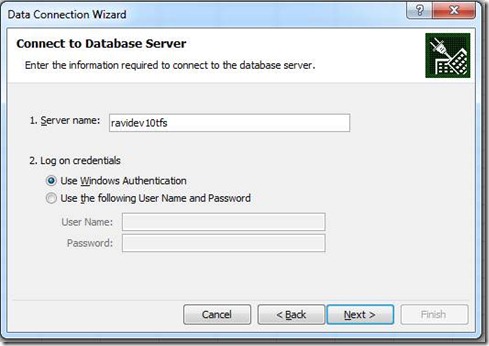 Data Connection Wizard
?
Connect to Database Server
Enter the information required to connect to the database server.
1. Server name: ravidev10tfs
2. Log on credentials
Use Windows Authentication
Use the following User Name and Password
User Name:
Password:
Cancel < Back Next > Finish